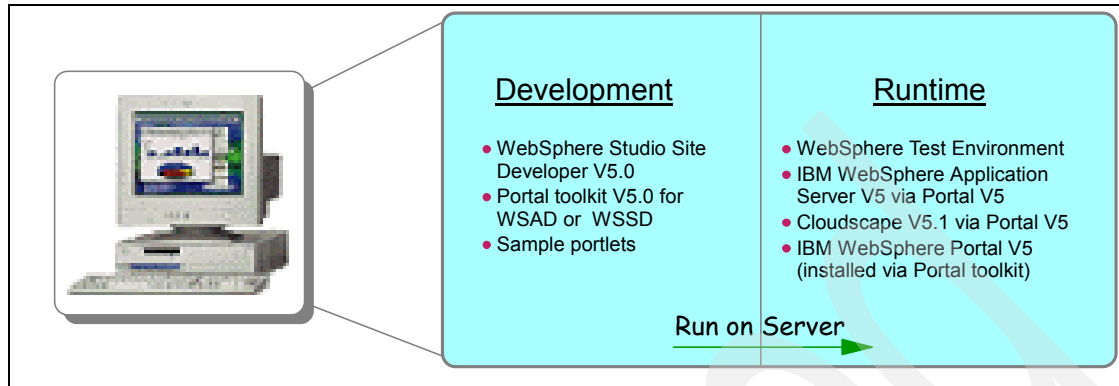 Development
WebSphere Studio Site
Developer V5.0
Portal toolkit V5.0 for
WSAD or WSSD
Sample portlets
Runtime
WebSphere Test Environment
IBM WebSphere Application
Server V5 via Portal V5
Cloudscape V5.1 via Portal V5
IBM WebSphere Portal V5
(installed via Portal toolkit)
Run on Server